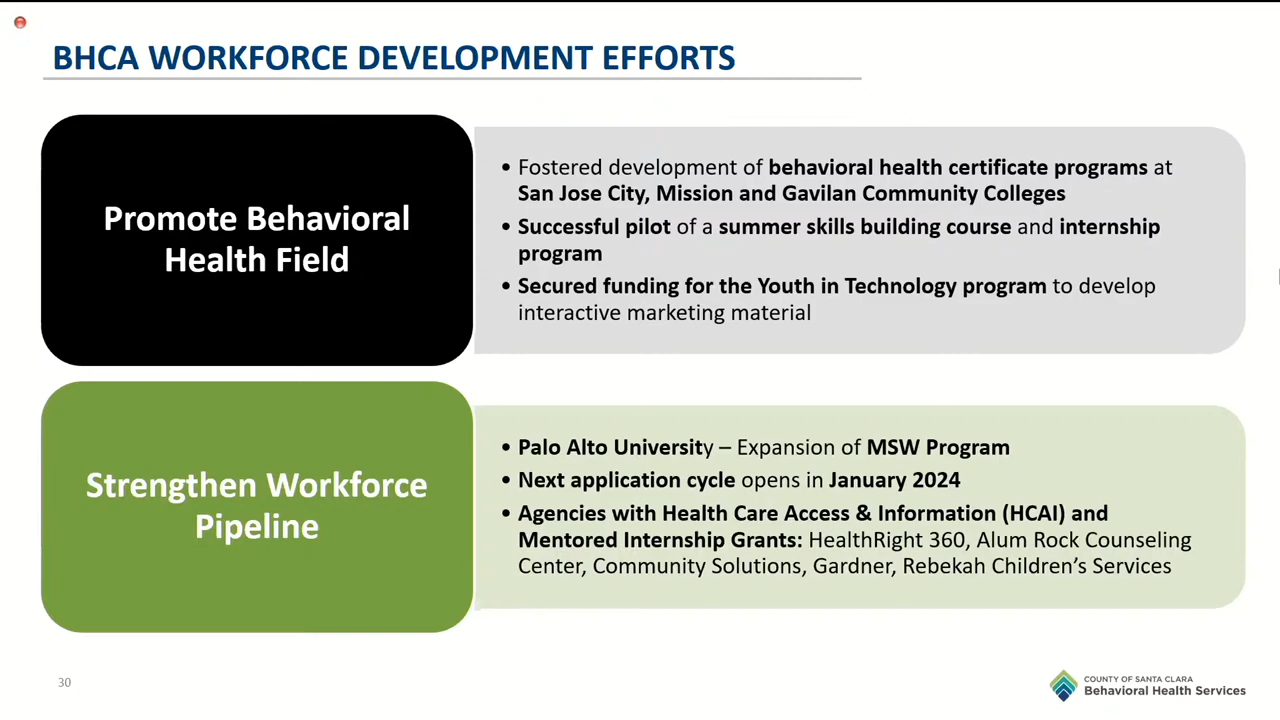 BHCA WORKFORCE DEVELOPMENT EFFORTS
Promote Behavioral
Health Field
• Fostered development of behavioral health certificate programs at
San Jose City, Mission and Gavilan Community Colleges
• Successful pilot of a summer skills building course and internship
program
• Secured funding for the Youth in Technology program to develop
interactive marketing material
Strengthen Workforce
Pipeline
• Palo Alto University – Expansion of MSW Program
• Next application cycle opens in January 2024
• Agencies with Health Care Access & Information (HCAI) and
Mentored Internship Grants: HealthRight 360, Alum Rock Counseling
Center, Community Solutions, Gardner, Rebekah Children’s Services
30
COUNTY OF SANTA CLARA
Behavioral Health Services